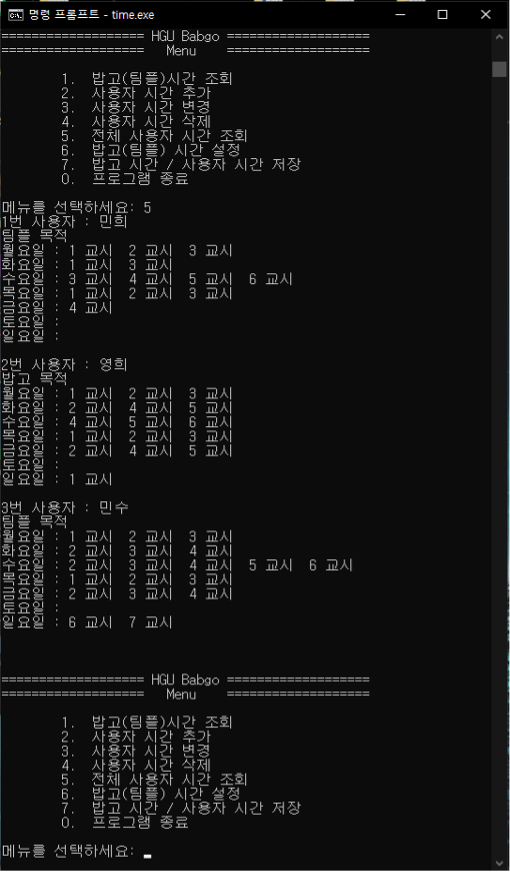 명령 프롬프트 - time.exe
=================== HGU Babgo ===================
=================== Menu ===================
1. 밥고(팀플)시간 조회
2. 사용자 시간 추가
3. 사용자 시간 변경
4. 사용자 시간 삭제
5. 전체 사용자 시간 조회
6. 밥고(팀플) 시간 설정
7. 밥고 시간 / 사용자 시간 저장
0. 프로그램 종료
메뉴를 선택하세요: 5
1번 사용자 : 민희
팀플 목적
월요일 : 1 교시 2 교시 3 교시
화요일 : 1 교시 3 교시
수요일 : 3 교시 4 교시 5 교시 6 교시
목요일 : 1 교시 2 교시 3 교시
금요일 : 4 교시
토요일 :
일요일 :
2번 사용자 : 영희
밥고 목적
월요일 : 1 교시 2 교시 3 교시
화요일 : 2 교시 4 교시 5 교시
수요일 : 4 교시 5 교시 6 교시
목요일 : 1 교시 2 교시 3 교시
금요일 : 2 교시 4 교시 5 교시
토요일 :
일요일 : 1 교시
3번 사용자 : 민수
팀플 목적
월요일 : 1 교시 2 교시 3 교시
화요일 : 2 교시 3 교시 4 교시
수요일 : 2 교시 3 교시 4 교시 5 교시 6 교시
목요일 : 1 교시 2 교시 3 교시
금요일 : 2 교시 3 교시 4 교시
토요일 :
일요일 : 6 교시 7 교시
=================== HGU Babgo ===================
=================== Menu ===================
1. 밥고(팀플)시간 조회
2. 사용자 시간 추가
3. 사용자 시간 변경
4. 사용자 시간 삭제
5. 전체 사용자 시간 조회
6. 밥고(팀플) 시간 설정
7. 밥고 시간 / 사용자 시간 저장
0. 프로그램 종료
메뉴를 선택하세요: